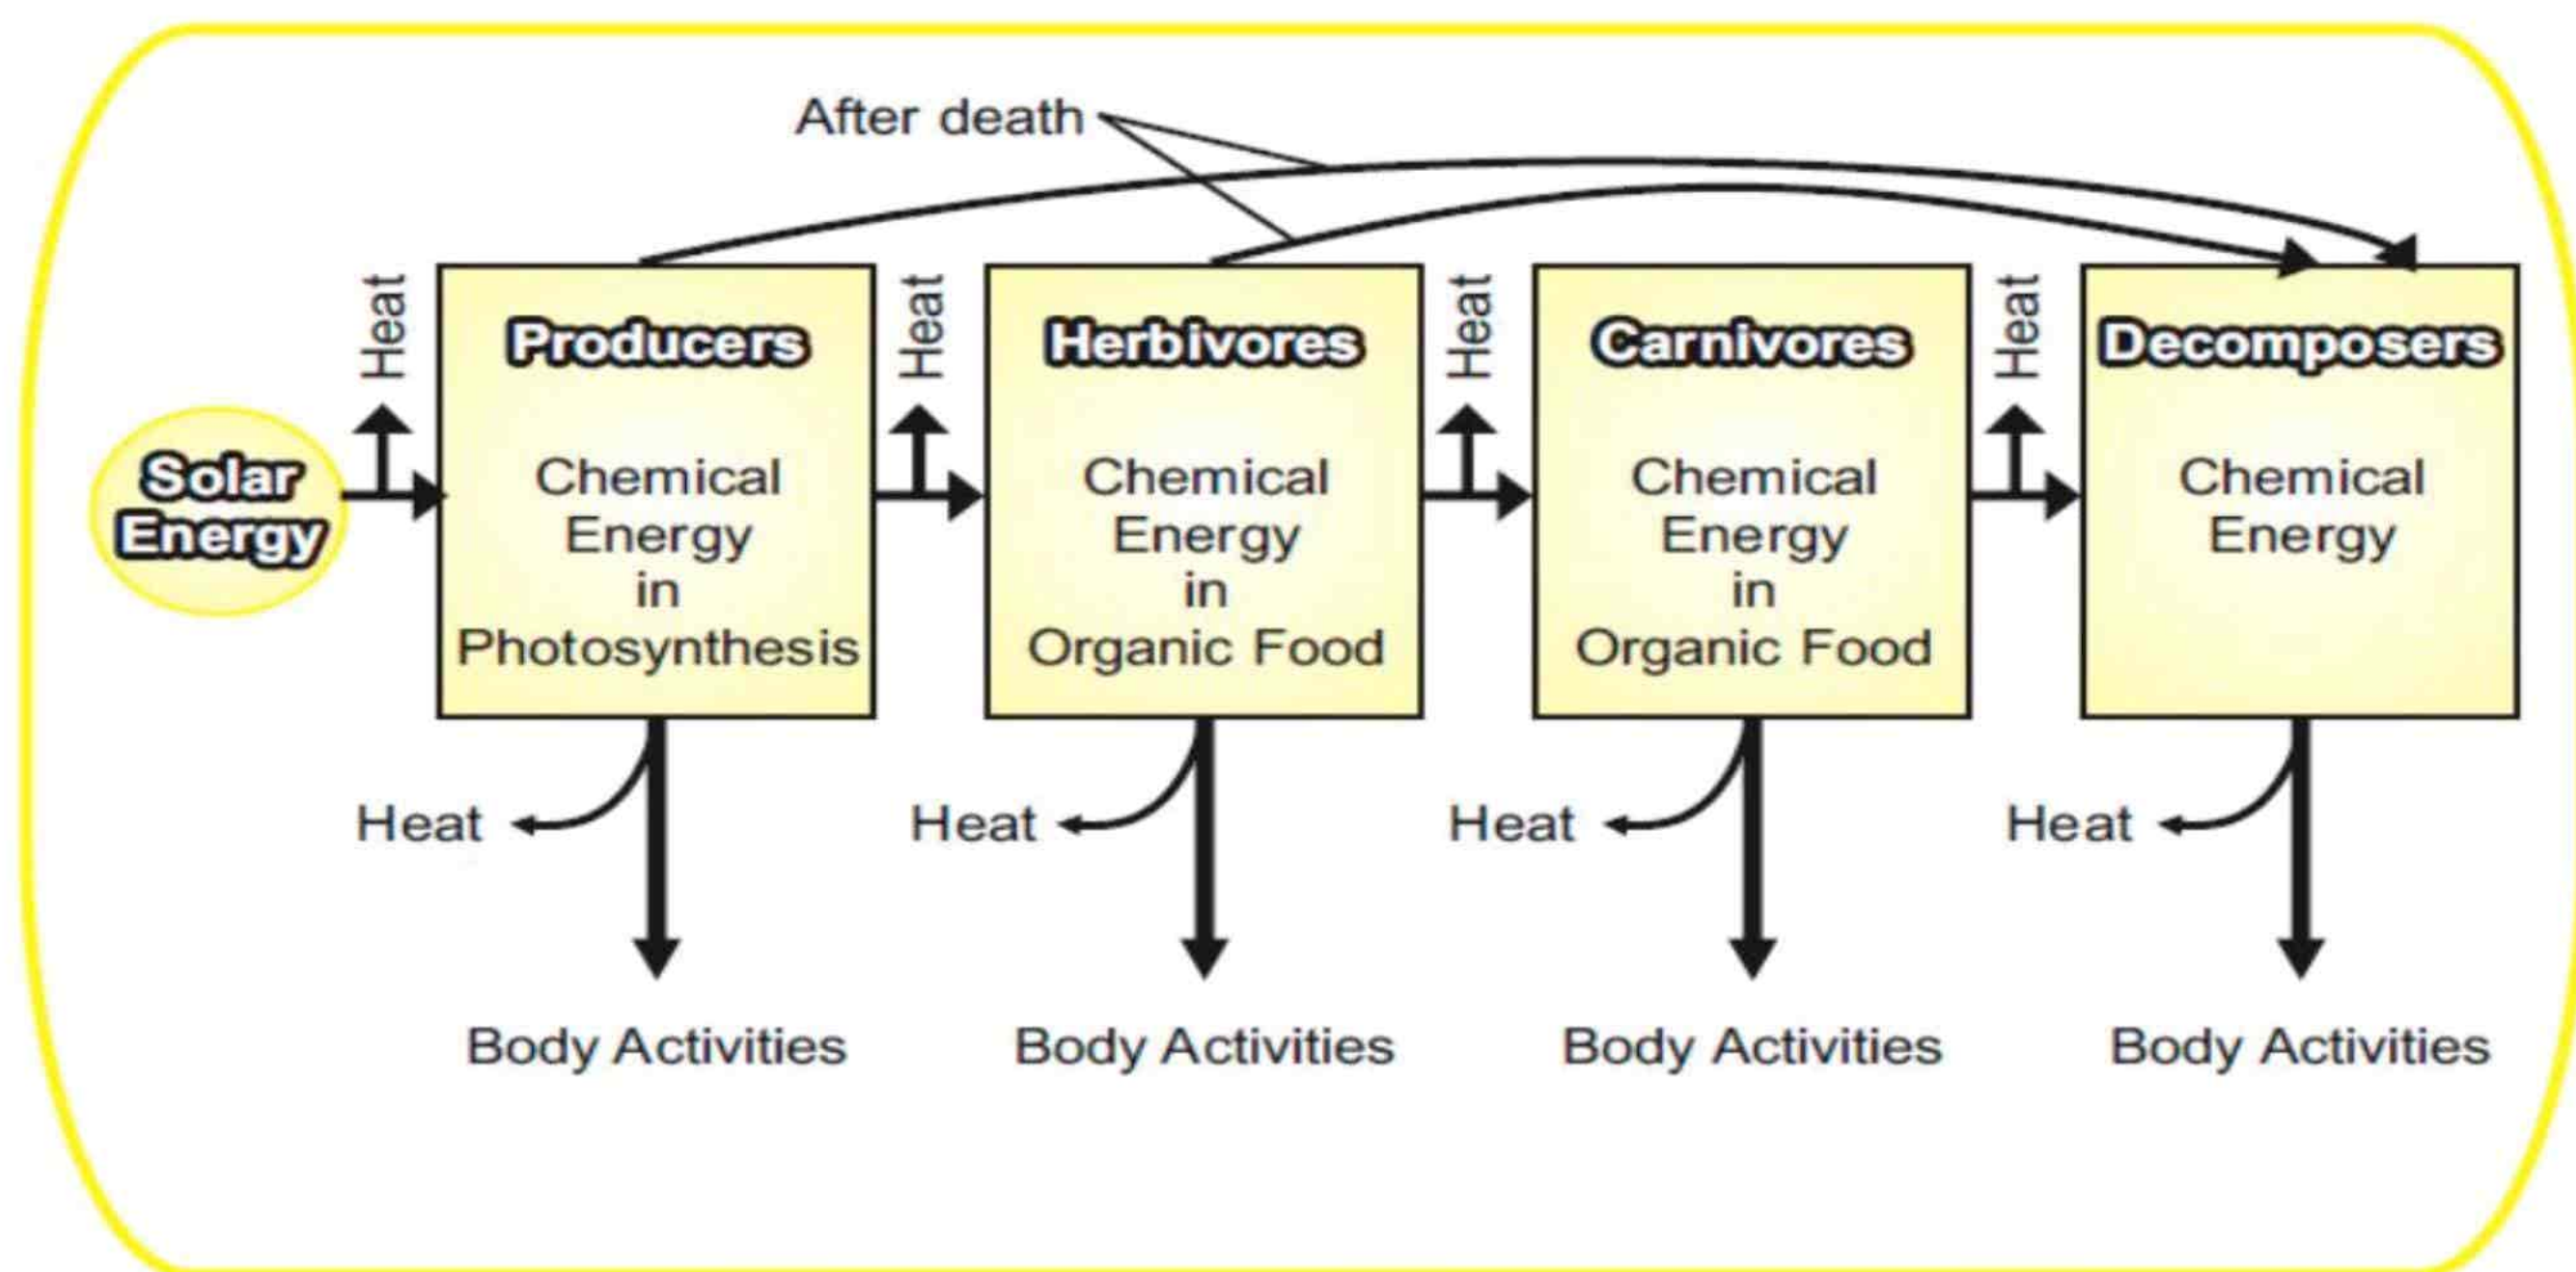 After death
Heat
Heat
Heat
Heat
Solar
Energy
Producers
Chemical
Energy
in
Photosynthesis
Herbivores
Chemical
Energy
in
Organic Food
Carnivores
Chemical
Energy
in
Organic Food
Decomposers
Chemical
Energy
Heat
Heat
Heat
Heat
Body Activities
Body Activities
Body Activities
Body Activities